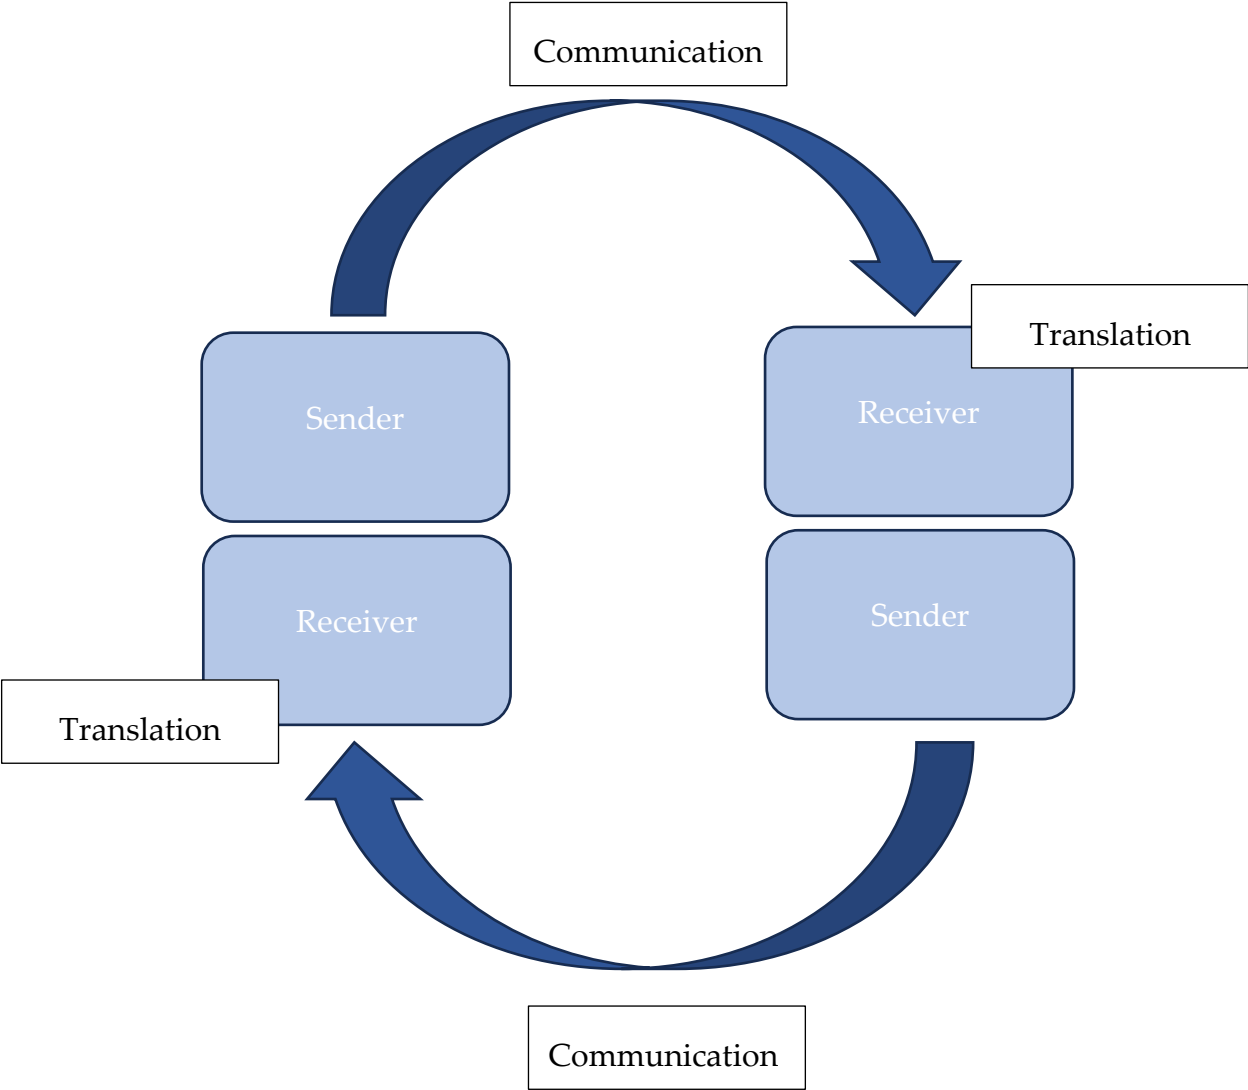 Communication
Translation
Sender
Receiver
Receiver
Sender
Translation
Communication